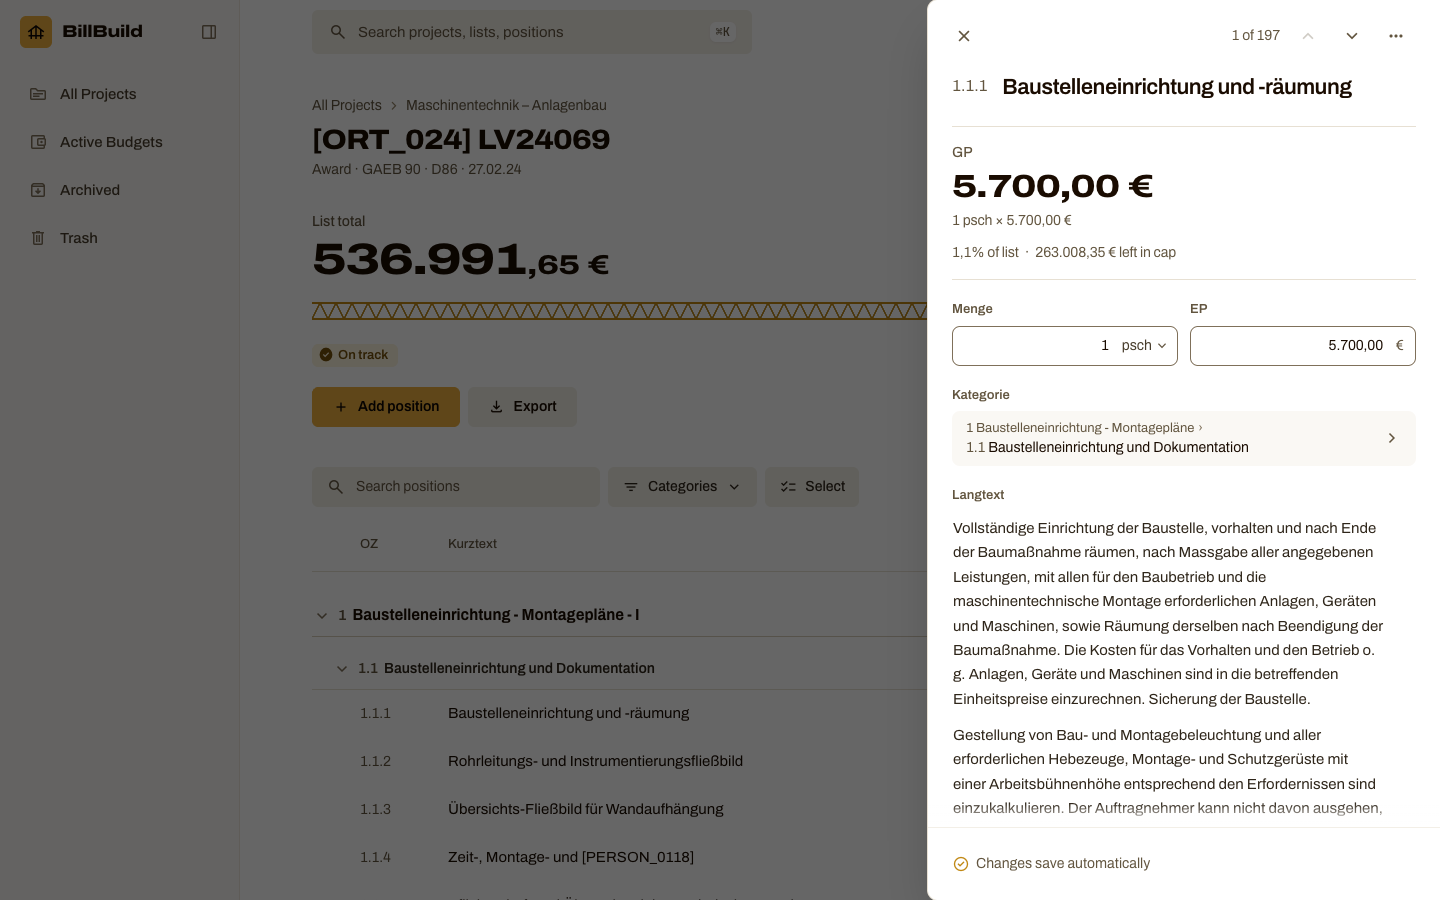 BillBuild
All Projects
Active Budgets
Archived
Trash
Search projects, lists, positions
⌘K
All Projects › Maschinentechnik – Anlagenbau
[ORT_024] LV24069
Award · GAEB 90 · D86 · 27.02.24
List total
536.991,65 €
On track
Add position
Export
Search positions
Categories
Select
OZ Kurztext
1 Baustelleneinrichtung - Montagepläne - I
1.1 Baustelleneinrichtung und Dokumentation
1.1.1 Baustelleneinrichtung und -räumung
1.1.2 Rohrleitungs- und Instrumentierungsfließbild
1.1.3 Übersichts-Fließbild für Wandaufhängung
1.1.4 Zeit-, Montage- und [PERSON_0118]
1 of 197
1.1.1 Baustelleneinrichtung und -räumung
GP
5.700,00 €
1 psch × 5.700,00 €
1,1% of list · 263.008,35 € left in cap
Menge
1 psch
EP
5.700,00 €
Kategorie
1 Baustelleneinrichtung - Montagepläne ›
1.1 Baustelleneinrichtung und Dokumentation
Langtext
Vollständige Einrichtung der Baustelle, vorhalten und nach Ende
der Baumaßnahme räumen, nach Massgabe aller angegebenen
Leistungen, mit allen für den Baubetrieb und die
maschinentechnische Montage erforderlichen Anlagen, Geräten
und Maschinen, sowie Räumung derselben nach Beendigung der
Baumaßnahme. Die Kosten für das Vorhalten und den Betrieb o.
g. Anlagen, Geräte und Maschinen sind in die betreffenden
Einheitspreise einzurechnen. Sicherung der Baustelle.
Gestellung von Bau- und Montagebeleuchtung und aller
erforderlichen Hebezeuge, Montage- und Schutzgerüste mit
einer Arbeitsbühnenhöhe entsprechend den Erfordernissen sind
einzukalkulieren. Der Auftragnehmer kann nicht davon ausgehen,
Changes save automatically